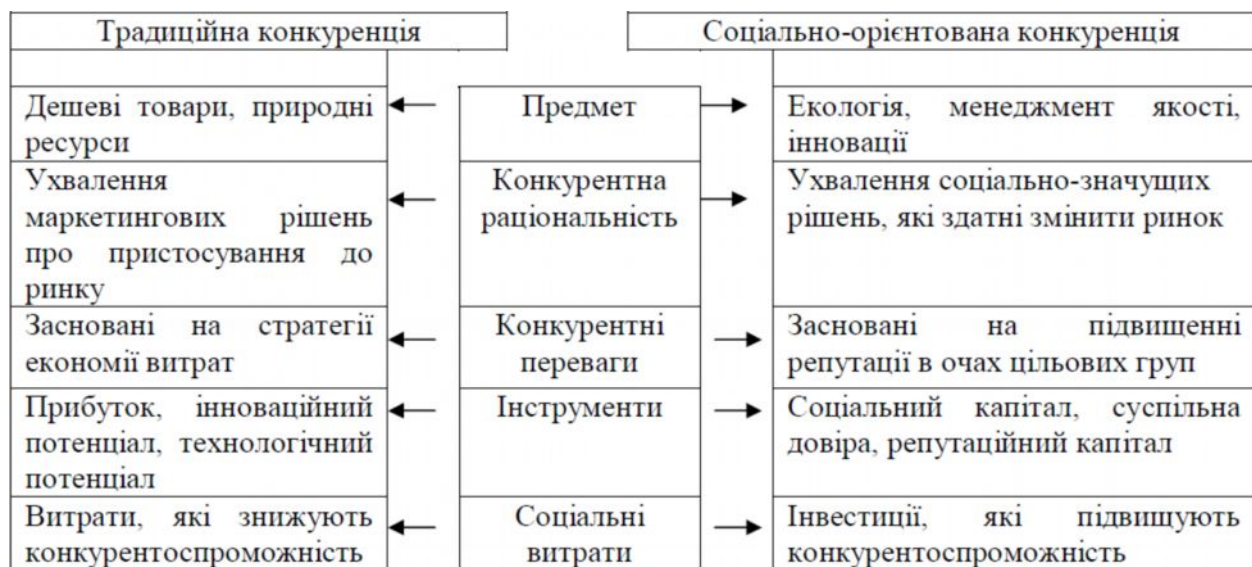 Традиційна конкуренція
Соціально-орієнтована конкуренція
Дешеві товари, природні
ресурси
Предмет
Екологія, менеджмент якості,
інновації
Ухвалення
маркетингових рішень
про пристосування до
ринку
Конкурентна
раціональність
Ухвалення соціально-значущих
рішень, які здатні змінити ринок
Засновані на стратегії
економії витрат
Конкурентні
переваги
Засновані на підвищенні
репутації в очах цільових груп
Прибуток, інноваційний
потенціал, технологічний
потенціал
Інструменти
Соціальний капітал, суспільна
довіра, репутаційний капітал
Витрати, які знижують
конкурентоспроможність
Соціальні
витрати
Інвестиції, які підвищують
конкурентоспроможність